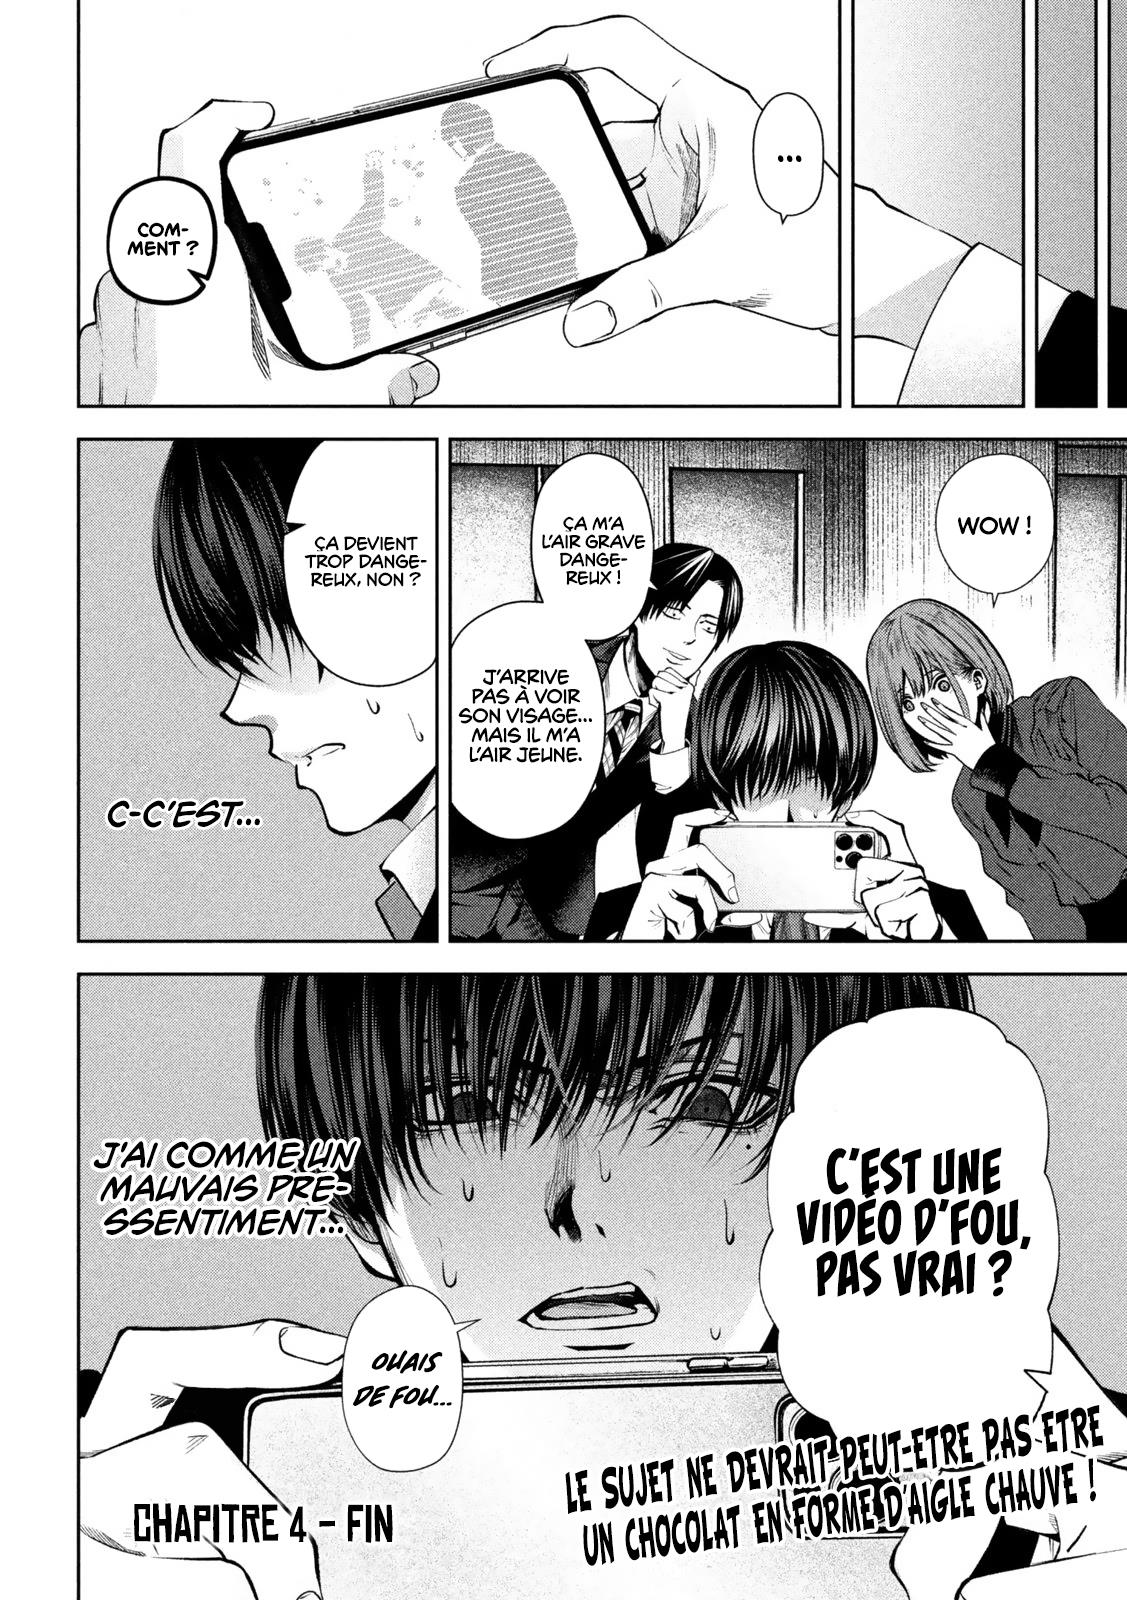 ...
COM-
MENT ?
WOW !
ÇA M'A
L'AIR GRAVE
DANGE-
REUX !
J'ARRIVE
PAS À VOIR
SON VISAGE...
MAIS IL M'A
L'AIR JEUNE.
ÇA DEVIENT
TROP DANGE-
REUX, NON ?
C-C'EST...
C'EST UNE
VIDÉO D'FOU,
PAS VRAI ?
J'AI COMME UN
MAUVAIS PRE-
SSENTIMENT...
OUAIS
DE FOU...
LE SUJET NE DEVRAIT PEUT-ETRE PAS ETRE
UN CHOCOLAT EN FORME D'AIGLE CHAUVE !
CHAPITRE 4 - FIN